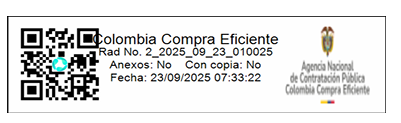 Colombia Compra Eficiente
Rad No. 2_2025_09_23_010025
Anexos: No Con copia: No
Fecha: 23/09/2025 07:33:22
Agencia Nacional
de Contratación Pública
Colombia Compra Eficiente